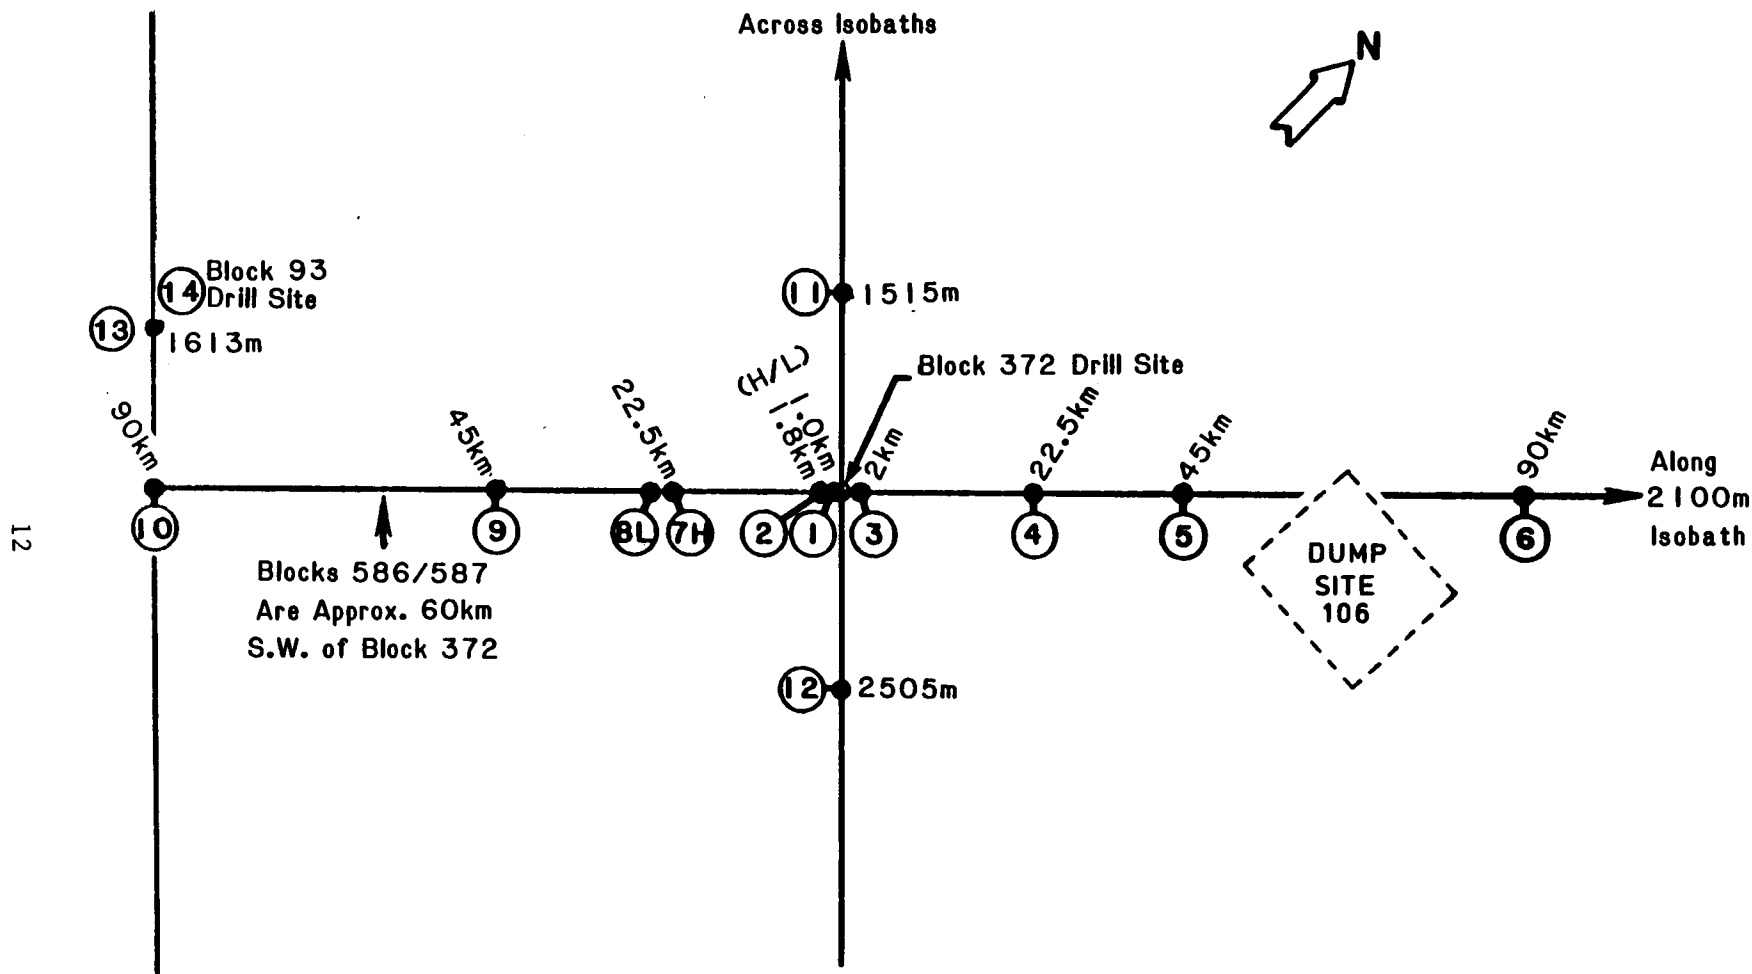 Across Isobaths
N
14
Block 93
Drill Site
13
1613m
11
1515m
(H/L)
1.0km
1.8km
Block 372 Drill Site
90km
45km
22.5km
2km
22.5km
45km
90km
Along
2100m
Isobath
10
9
8L
7H
2
1
3
4
5
6
Blocks 586/587
Are Approx. 60km
S.W. of Block 372
DUMP
SITE
106
12
2505m
12